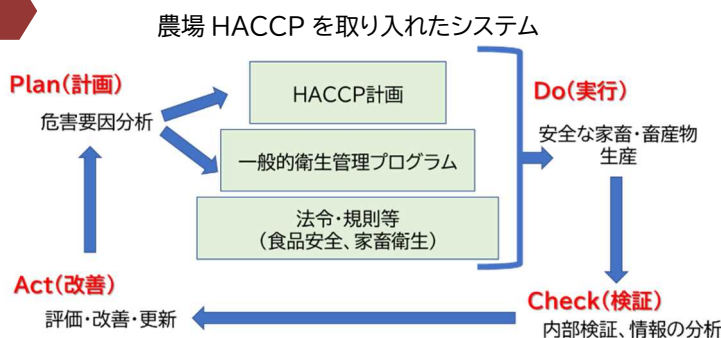 農場 HACCP を取り入れたシステム
Plan(計画)
危害要因分析
HACCP計画
一般的衛生管理プログラム
法令・規則等
(食品安全、家畜衛生)
Do(実行)
安全な家畜・畜産物
生産
Act(改善)
評価・改善・更新
Check(検証)
内部検証、情報の分析